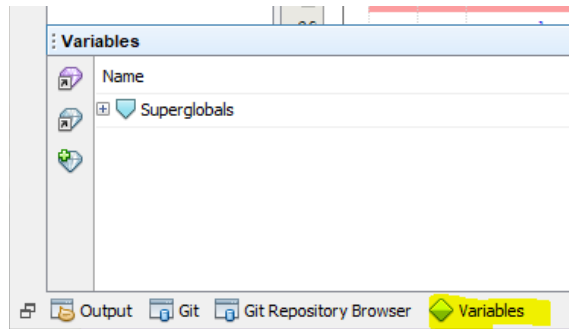 Variables
Name
Superglobals
Output Git Git Repository Browser Variables